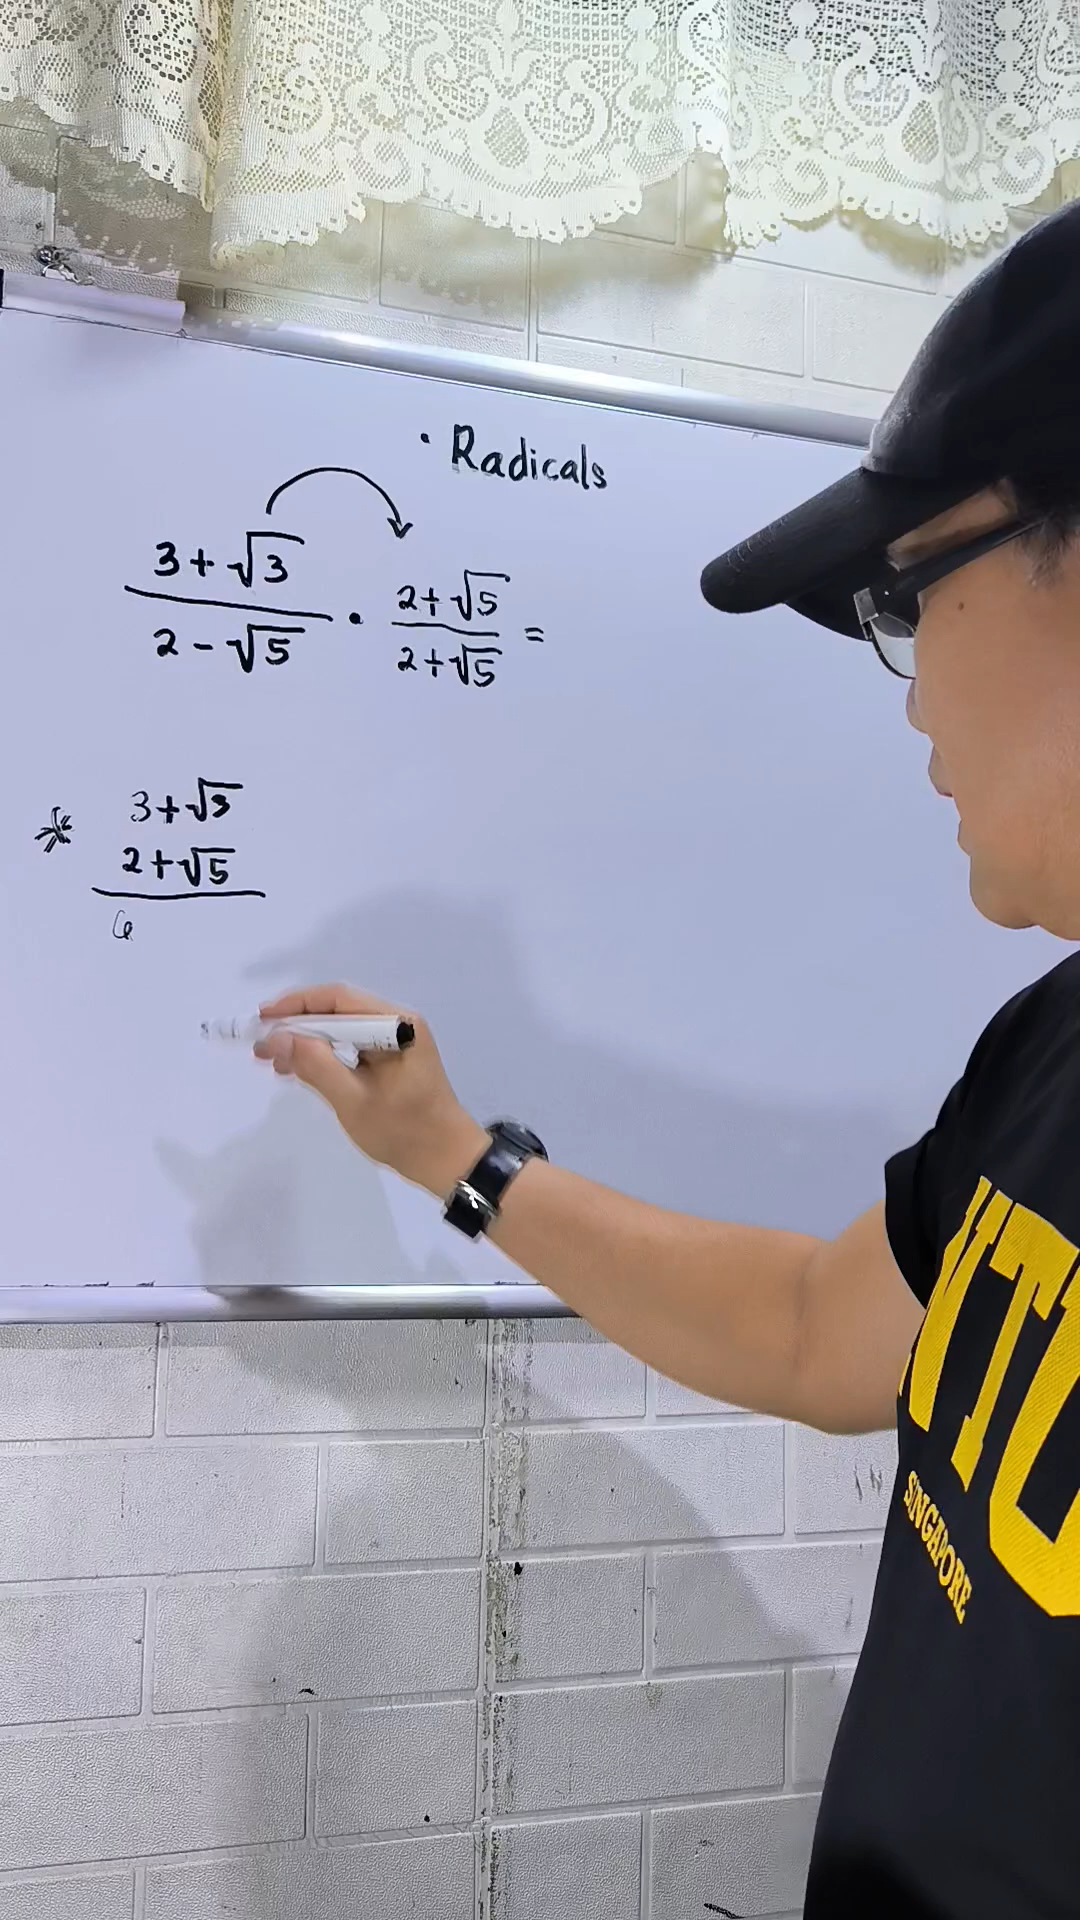 · Radicals
3+√3 / 2-√5 · 2+√5 / 2+√5 =
* 3+√3
2+√5
6
NTU
SINGAPORE